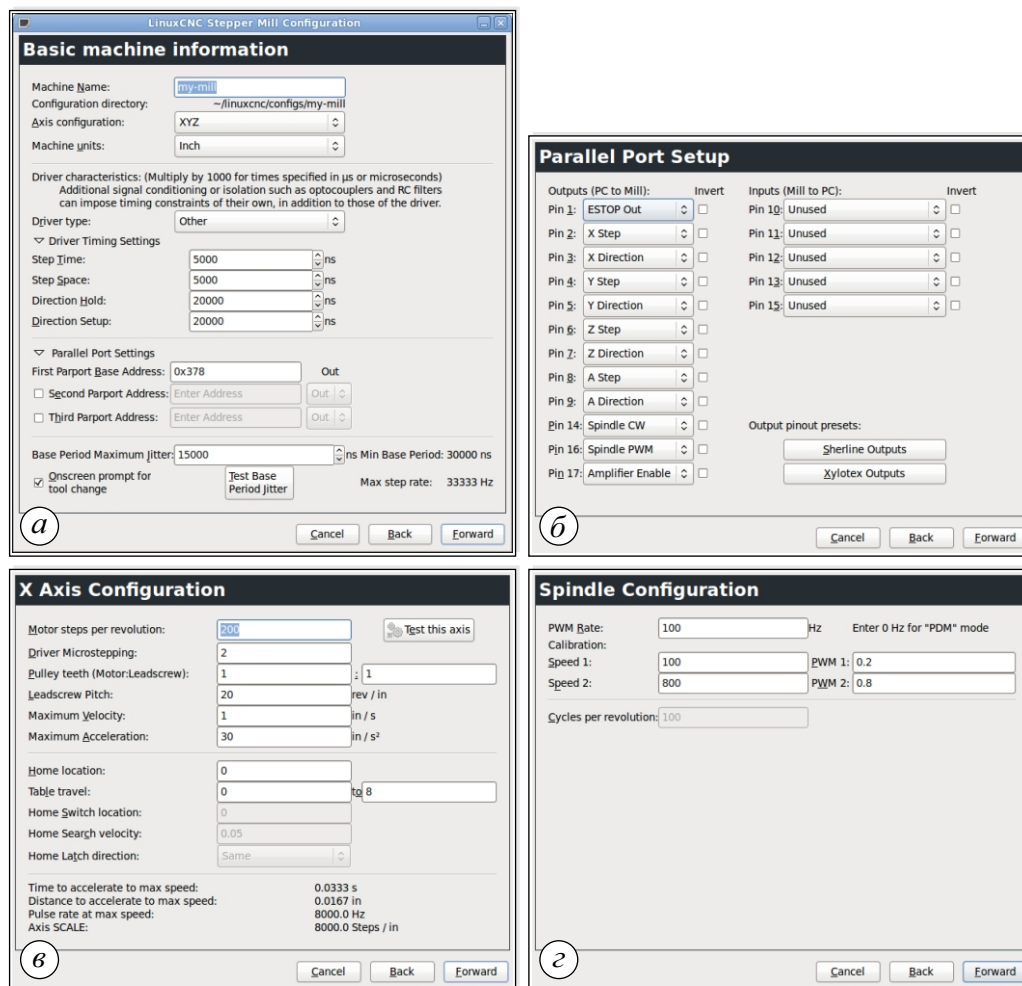 LinuxCNC Stepper Mill Configuration
Basic machine information
Machine Name: my-mill
Configuration directory: ~/linuxcnc/configs/my-mill
Axis configuration: XYZ
Machine units: Inch
Driver characteristics: (Multiply by 1000 for times specified in µs or microseconds)
Additional signal conditioning or isolation such as optocouplers and RC filters
can impose timing constraints of their own, in addition to those of the driver.
Driver type: Other
Driver Timing Settings
Step Time: 5000 ns
Step Space: 5000 ns
Direction Hold: 20000 ns
Direction Setup: 20000 ns
Parallel Port Settings
First Parport Base Address: 0x378 Out
Second Parport Address: Enter Address Out
Third Parport Address: Enter Address Out
Base Period Maximum Jitter: 15000 ns Min Base Period: 30000 ns
Onscreen prompt for
tool change
Test Base
Period Jitter
Max step rate: 33333 Hz
а
Cancel Back Forward
Parallel Port Setup
Outputs (PC to Mill): Invert Inputs (Mill to PC): Invert
Pin 1: ESTOP Out Pin 10: Unused
Pin 2: X Step Pin 11: Unused
Pin 3: X Direction Pin 12: Unused
Pin 4: Y Step Pin 13: Unused
Pin 5: Y Direction Pin 15: Unused
Pin 6: Z Step
Pin 7: Z Direction
Pin 8: A Step
Pin 9: A Direction
Pin 14: Spindle CW Output pinout presets:
Pin 16: Spindle PWM Sherline Outputs
Pin 17: Amplifier Enable Xylotex Outputs
б
Cancel Back Forward
X Axis Configuration
Motor steps per revolution: 200 Test this axis
Driver Microstepping: 2
Pulley teeth (Motor:Leadscrew): 1 : 1
Leadscrew Pitch: 20 rev / in
Maximum Velocity: 1 in / s
Maximum Acceleration: 30 in / s²
Home location: 0
Table travel: 0 to 8
Home Switch location: 0
Home Search velocity: 0.05
Home Latch direction: Same
Time to accelerate to max speed: 0.0333 s
Distance to accelerate to max speed: 0.0167 in
Pulse rate at max speed: 8000.0 Hz
Axis SCALE: 8000.0 Steps / in
в
Cancel Back Forward
Spindle Configuration
PWM Rate: 100 Hz Enter 0 Hz for "PDM" mode
Calibration:
Speed 1: 100 PWM 1: 0.2
Speed 2: 800 PWM 2: 0.8
Cycles per revolution: 100
г
Cancel Back Forward